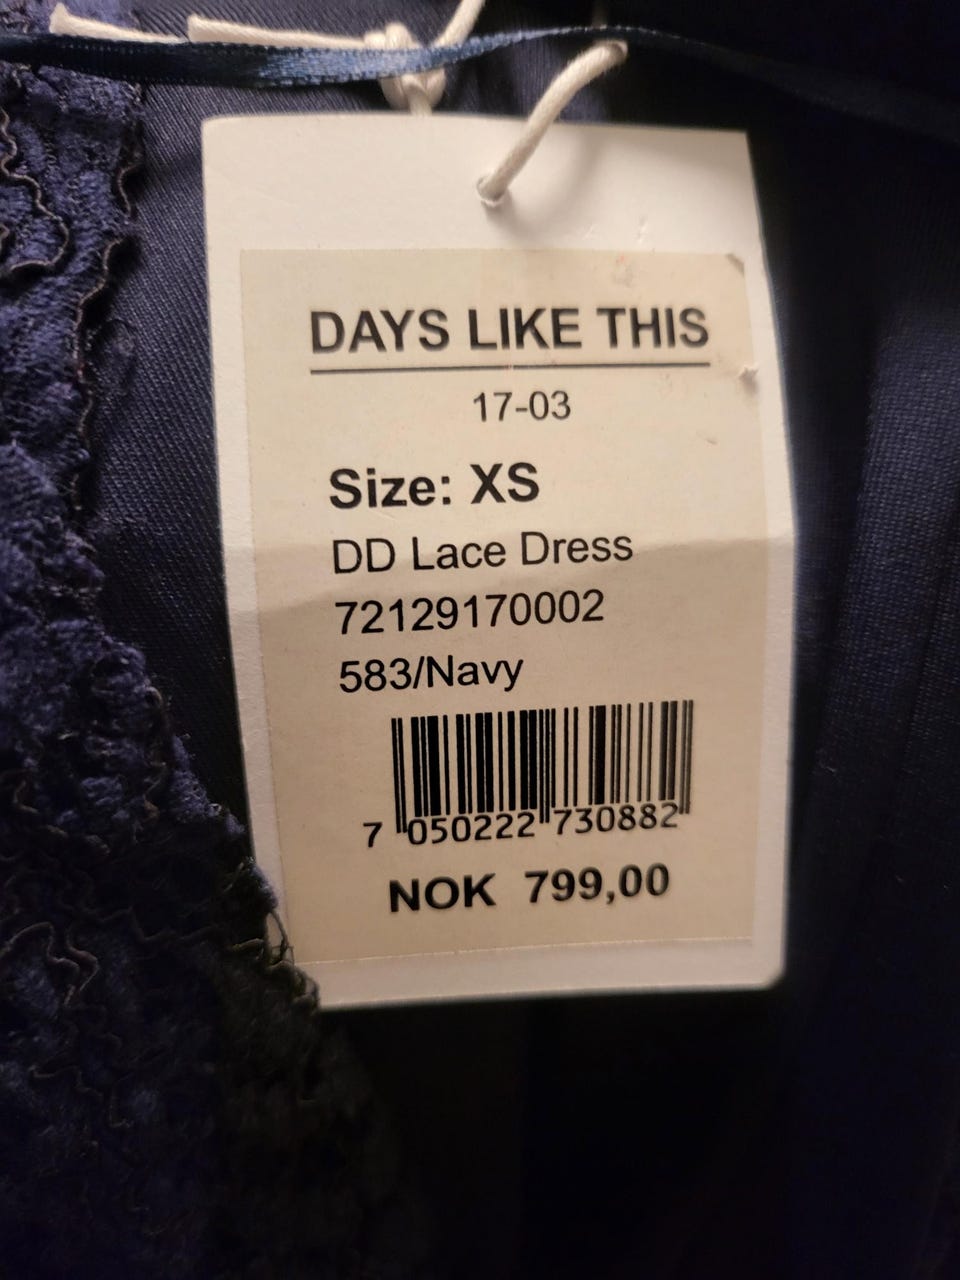 DAYS LIKE THIS
17-03
Size: XS
DD Lace Dress
72129170002
583/Navy
7 050222 730882
NOK 799,00